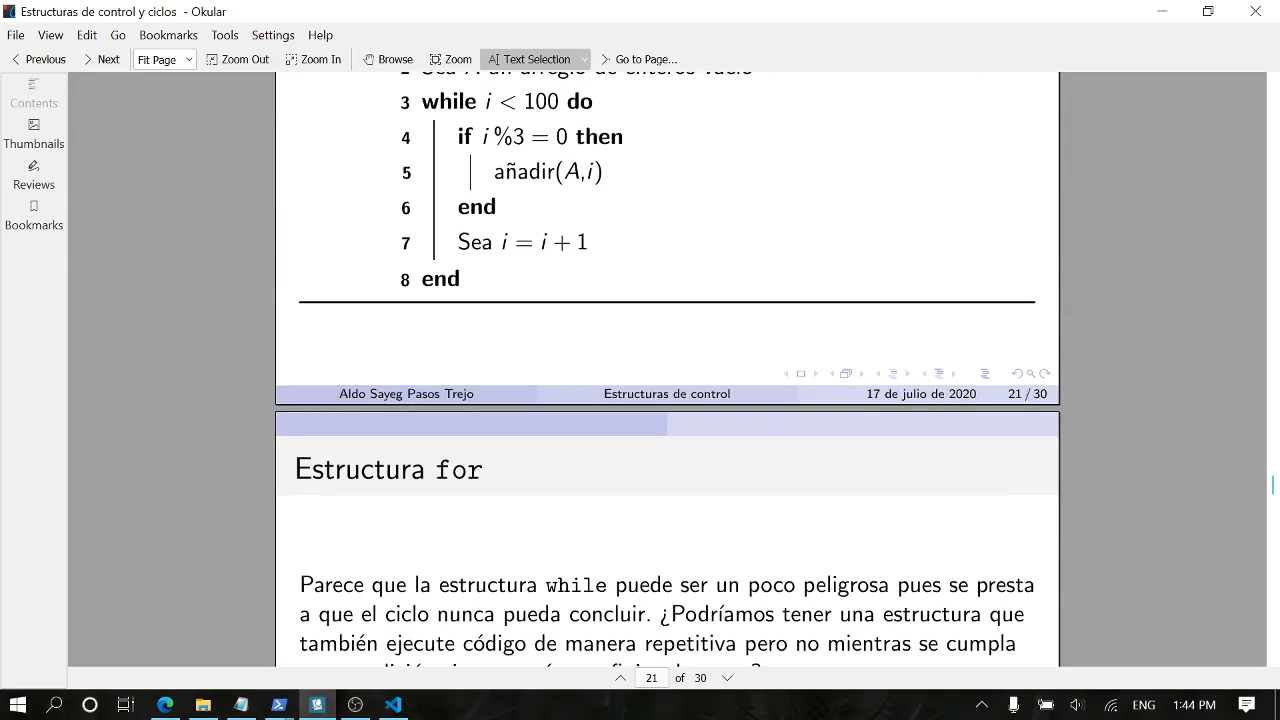 Estructuras de control y ciclos - Okular
File Edit View Go Bookmarks Tools Settings Help
Previous Next Fit Page Zoom Out Zoom In Browse Zoom Text Selection Go to Page...
Contents
Thumbnails
Reviews
Bookmarks
3 while i < 100 do
4 if i %3 = 0 then
5 añadir(A,i)
6 end
7 Sea i = i + 1
8 end
Aldo Sayeg Pasos Trejo Estructuras de control 17 de julio de 2020 21 / 30
Estructura for
Parece que la estructura while puede ser un poco peligrosa pues se presta
a que el ciclo nunca pueda concluir. ¿Podríamos tener una estructura que
también ejecute código de manera repetitiva pero no mientras se cumpla
21 of 30
ENG 1:44 PM